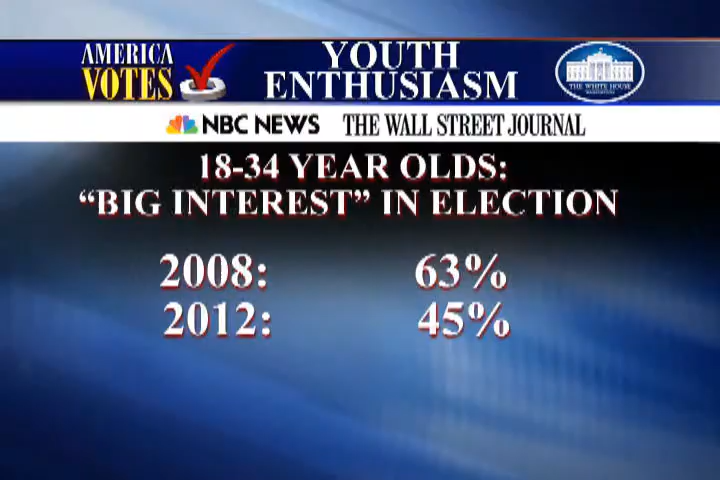 AMERICA
VOTES
YOUTH
ENTHUSIASM
THE WHITE HOUSE
WASHINGTON
NBC NEWS
THE WALL STREET JOURNAL
18-34 YEAR OLDS:
“BIG INTEREST” IN ELECTION
2008: 63%
2012: 45%